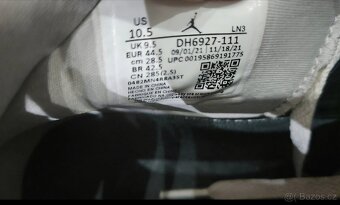 US
10.5
LN3
UK 9.5
DH6927-111
EUR 44.5
09/01/21 11/18/21
cm 28.5
UPC 00195869191775
BR 42.5
CN 285(2.5)
MADE IN CHINA
Bazos.cz